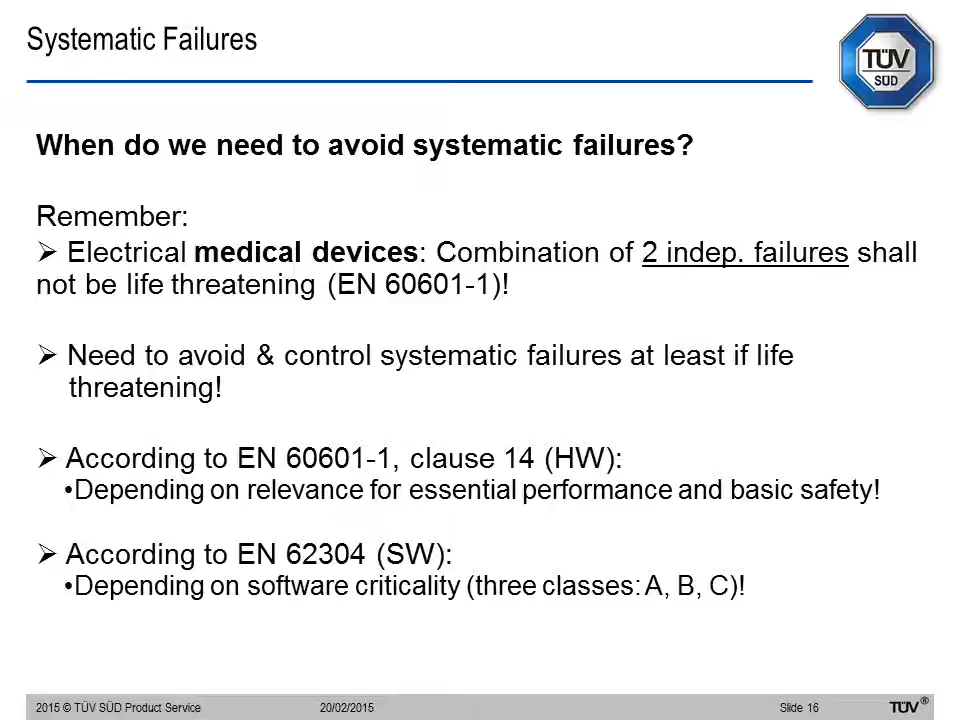 Systematic Failures
TÜV
SÜD
When do we need to avoid systematic failures?
Remember:
➢ Electrical medical devices: Combination of 2 indep. failures shall
not be life threatening (EN 60601-1)!
➢ Need to avoid & control systematic failures at least if life
threatening!
➢ According to EN 60601-1, clause 14 (HW):
•Depending on relevance for essential performance and basic safety!
➢ According to EN 62304 (SW):
•Depending on software criticality (three classes: A, B, C)!
2015 © TÜV SÜD Product Service 20/02/2015 Slide 16 TÜV®